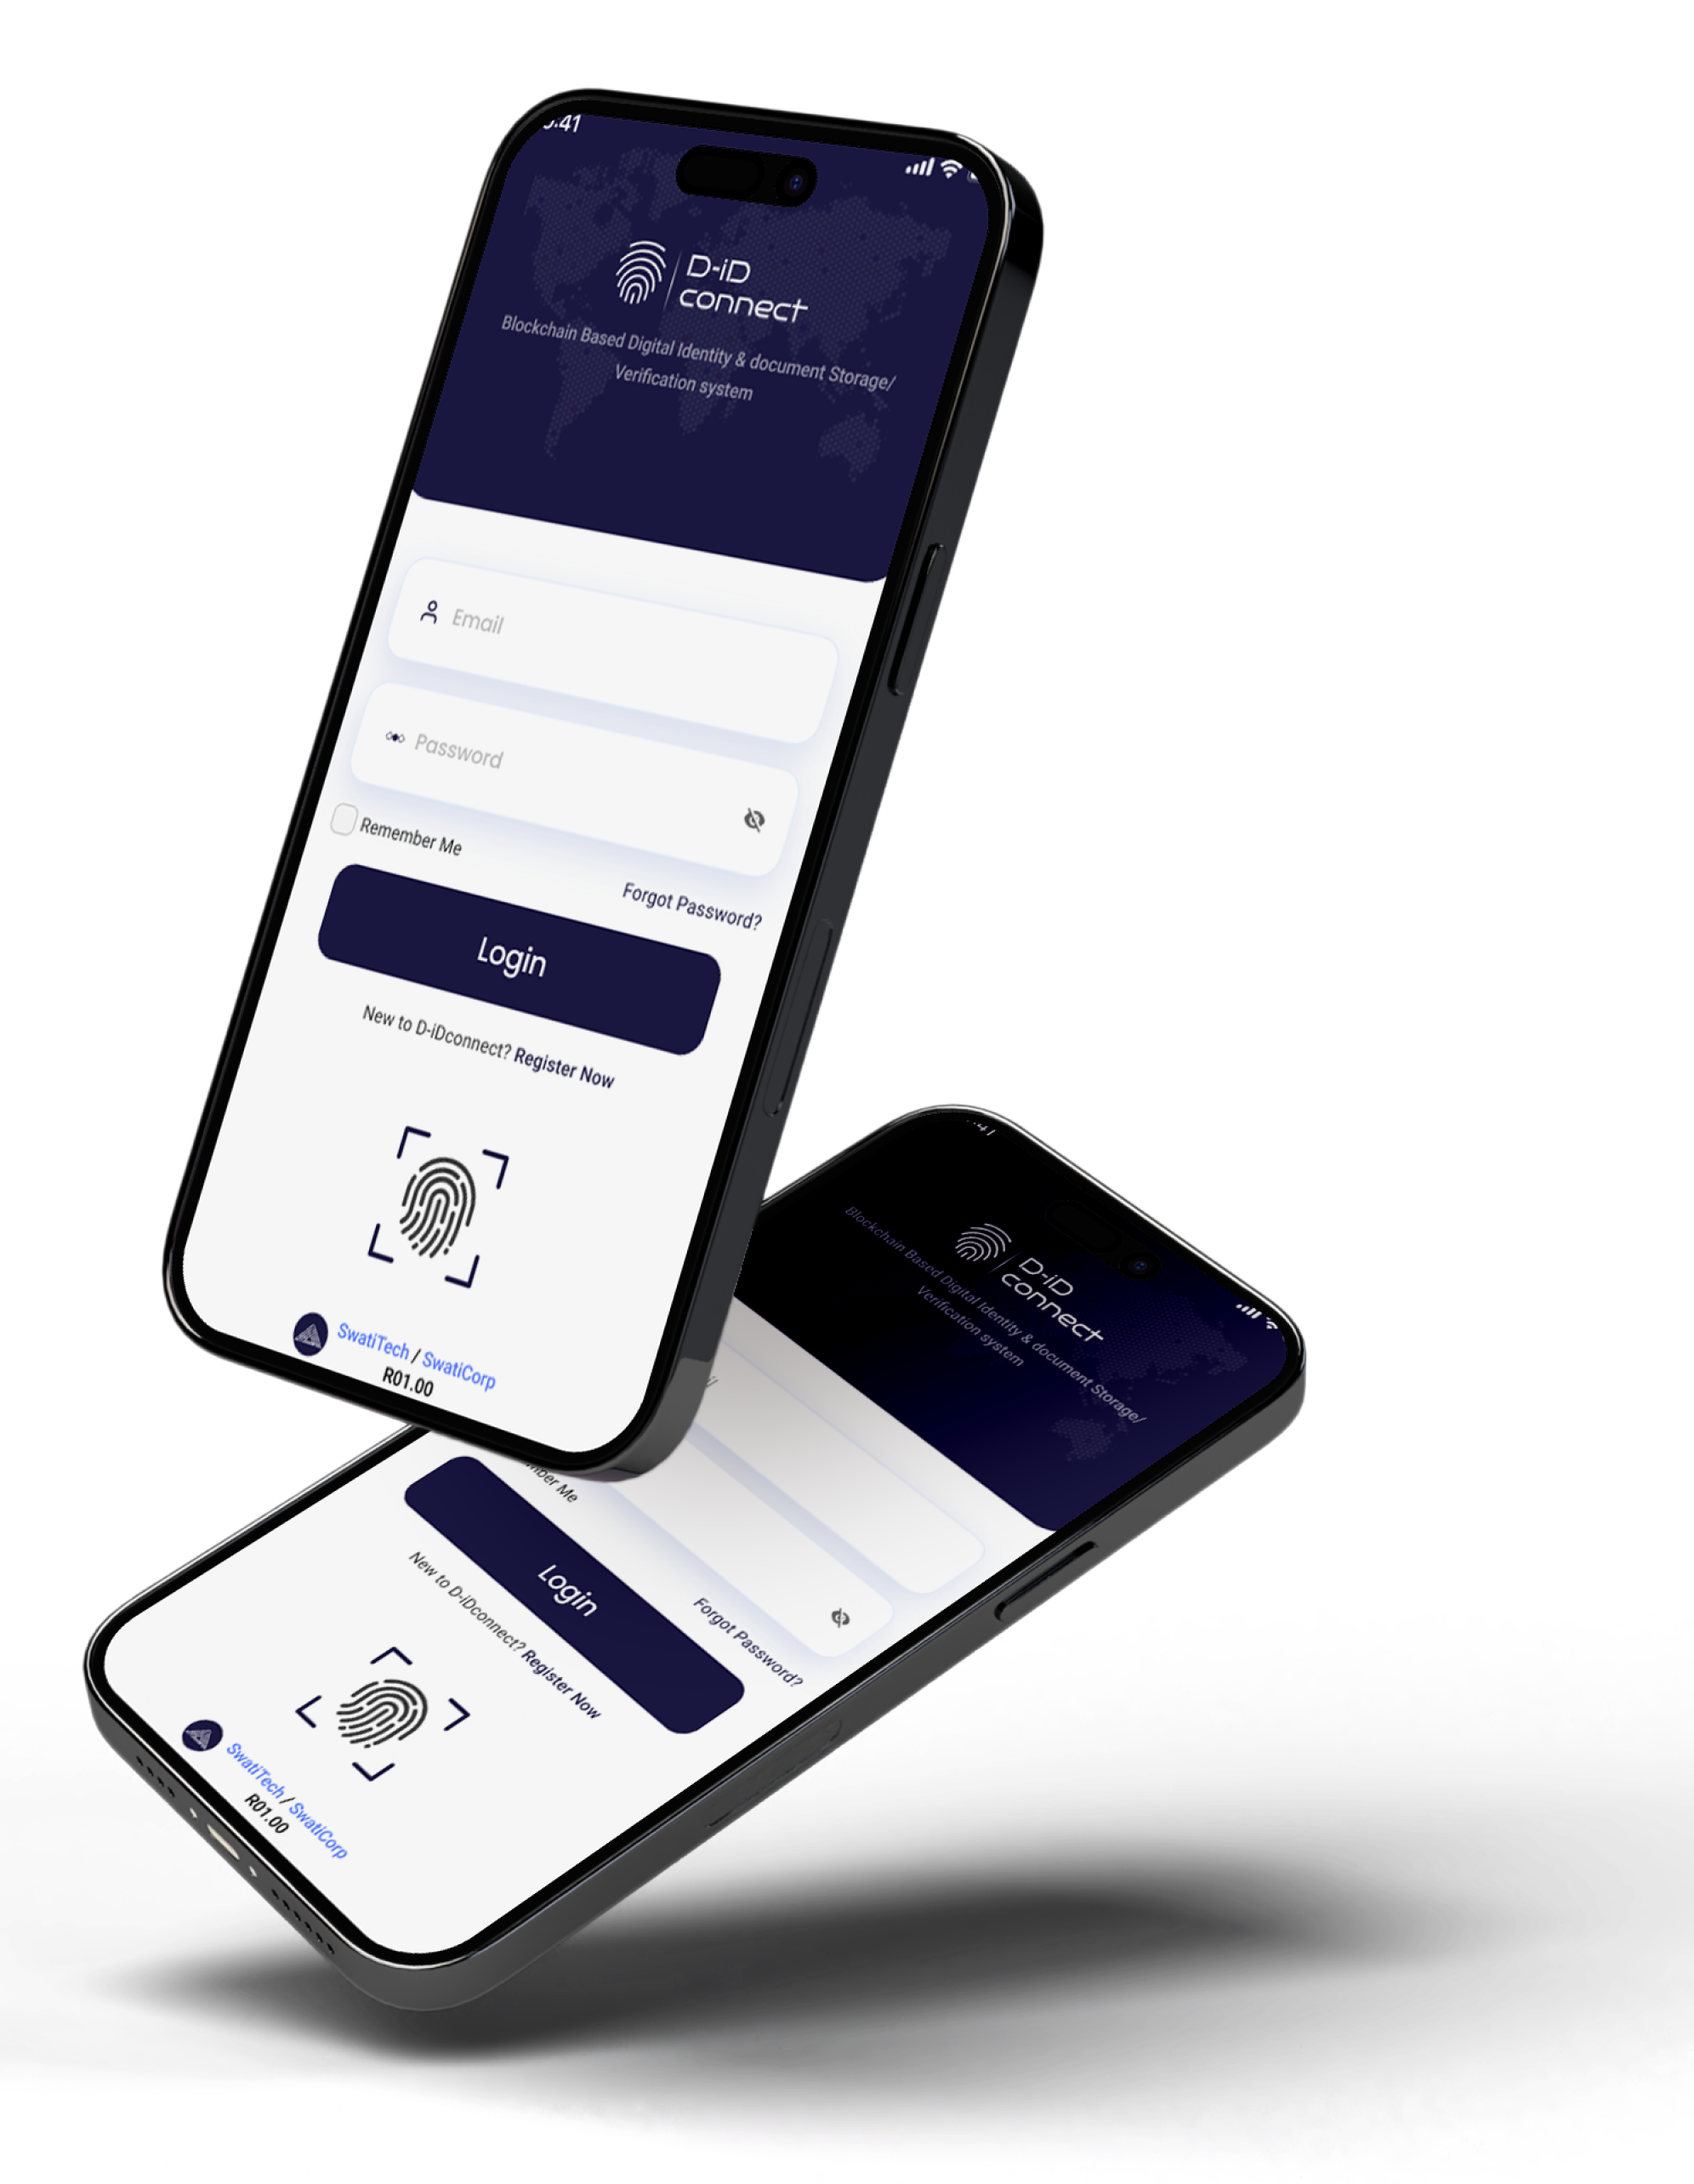 :41
D-iD
connect
Blockchain Based Digital Identity & document Storage/
Verification system
Email
Password
Remember Me
Forgot Password?
Login
New to D-iDconnect? Register Now
SwatiTech / SwatiCorp
R01.00
:41
D-iD
connect
Blockchain Based Digital Identity & document Storage/
Verification system
il
mber Me
Forgot Password?
Login
New to D-iDconnect? Register Now
SwatiTech / SwatiCorp
R01.00